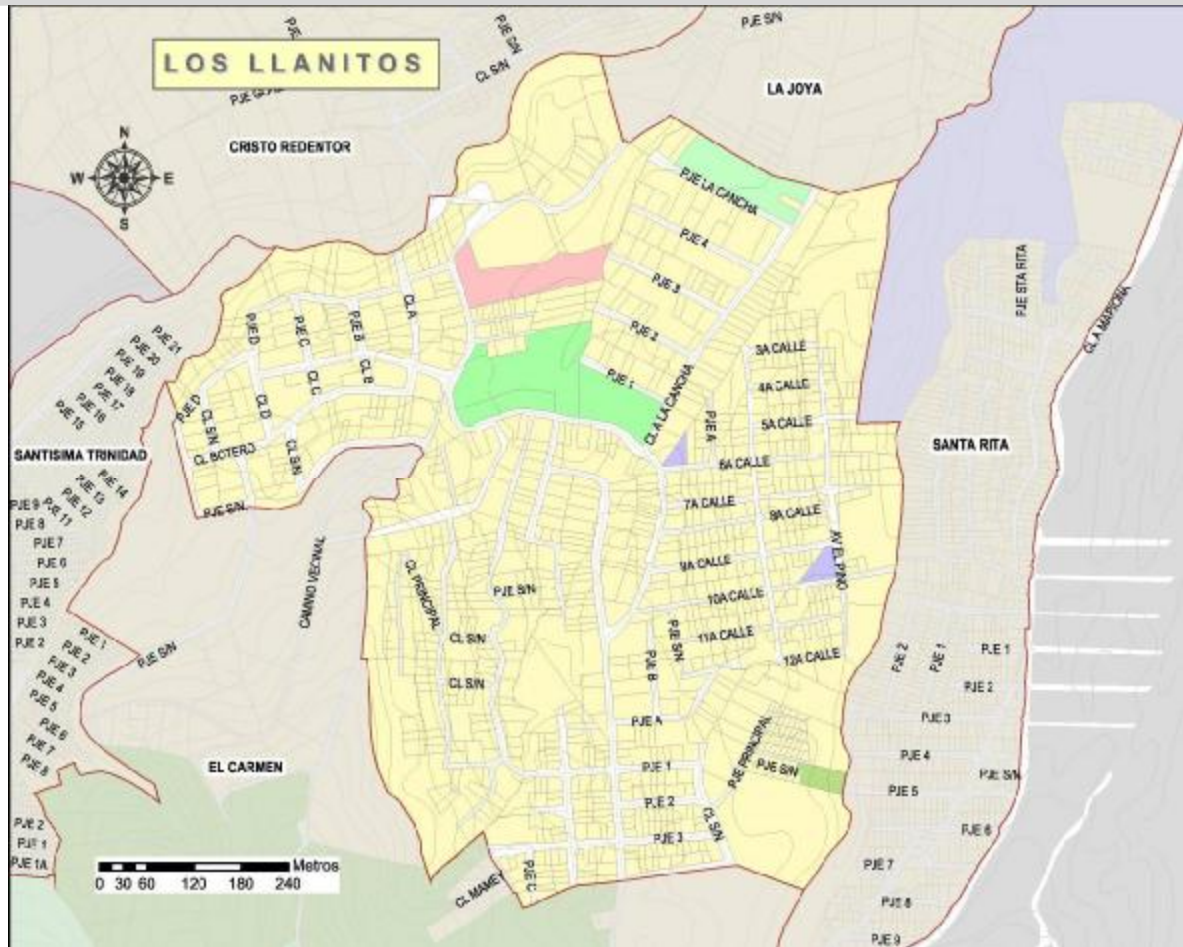 PJE S/N
PJE S/N
CL S/N
LOS LLANITOS
LA JOYA
CRISTO REDENTOR
N
W
E
S
PJE LA CANCHA
PJE 4
PJE 3
PJE 2
PJE 1
CL A LA CANCHA
PJE STA RITA
CL A MARIONA
CL A
PJE B
PJE C
PJE D
CL B
CL C
CL D
PJE D
CL S/N
CL BOTERO
CL S/N
PJE S/N
PJE 21
PJE 20
PJE 19
PJE 18
PJE 17
PJE 16
PJE 15
SANTISIMA TRINIDAD
PJE 14
PJE 13
PJE 12
PJE 11
PJE 9
PJE 8
PJE 7
PJE 6
PJE 5
PJE 4
PJE 3
PJE 2
PJE 1
PJE 2
PJE 3
PJE 4
PJE 5
PJE 6
PJE 7
PJE 8
PJE 2
PJE 1
PJE 1A
3A CALLE
4A CALLE
5A CALLE
PJE A
6A CALLE
7A CALLE
8A CALLE
9A CALLE
10A CALLE
11A CALLE
12A CALLE
AV EL PINO
SANTA RITA
CAMINO VECINAL
CL PRINCIPAL
PJE S/N
CL S/N
CL S/N
PJE S/N
PJE B
PJE S/N
PJE A
PJE PRINCIPAL
PJE S/N
PJE 1
PJE 2
PJE 3
CL S/N
PJE C
CL MAMEY
EL CARMEN
PJE 2
PJE 1
PJE 1
PJE 2
PJE 3
PJE 4
PJE S/N
PJE 5
PJE 6
PJE 7
PJE 8
PJE 9
Metros
0 30 60 120 180 240